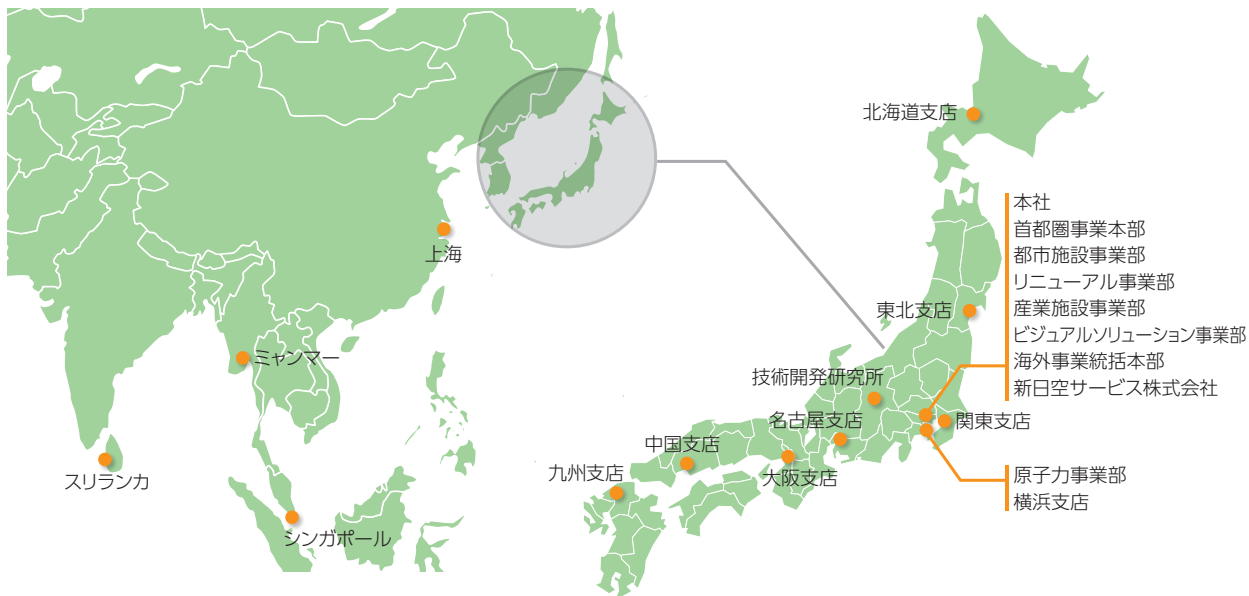 上海
ミャンマー
スリランカ
シンガポール
北海道支店
本社
首都圏事業本部
都市施設事業部
リニューアル事業部
産業施設事業部
ビジュアルソリューション事業部
海外事業統括本部
新日空サービス株式会社
東北支店
技術開発研究所
名古屋支店
関東支店
中国支店
九州支店
大阪支店
原子力事業部
横浜支店